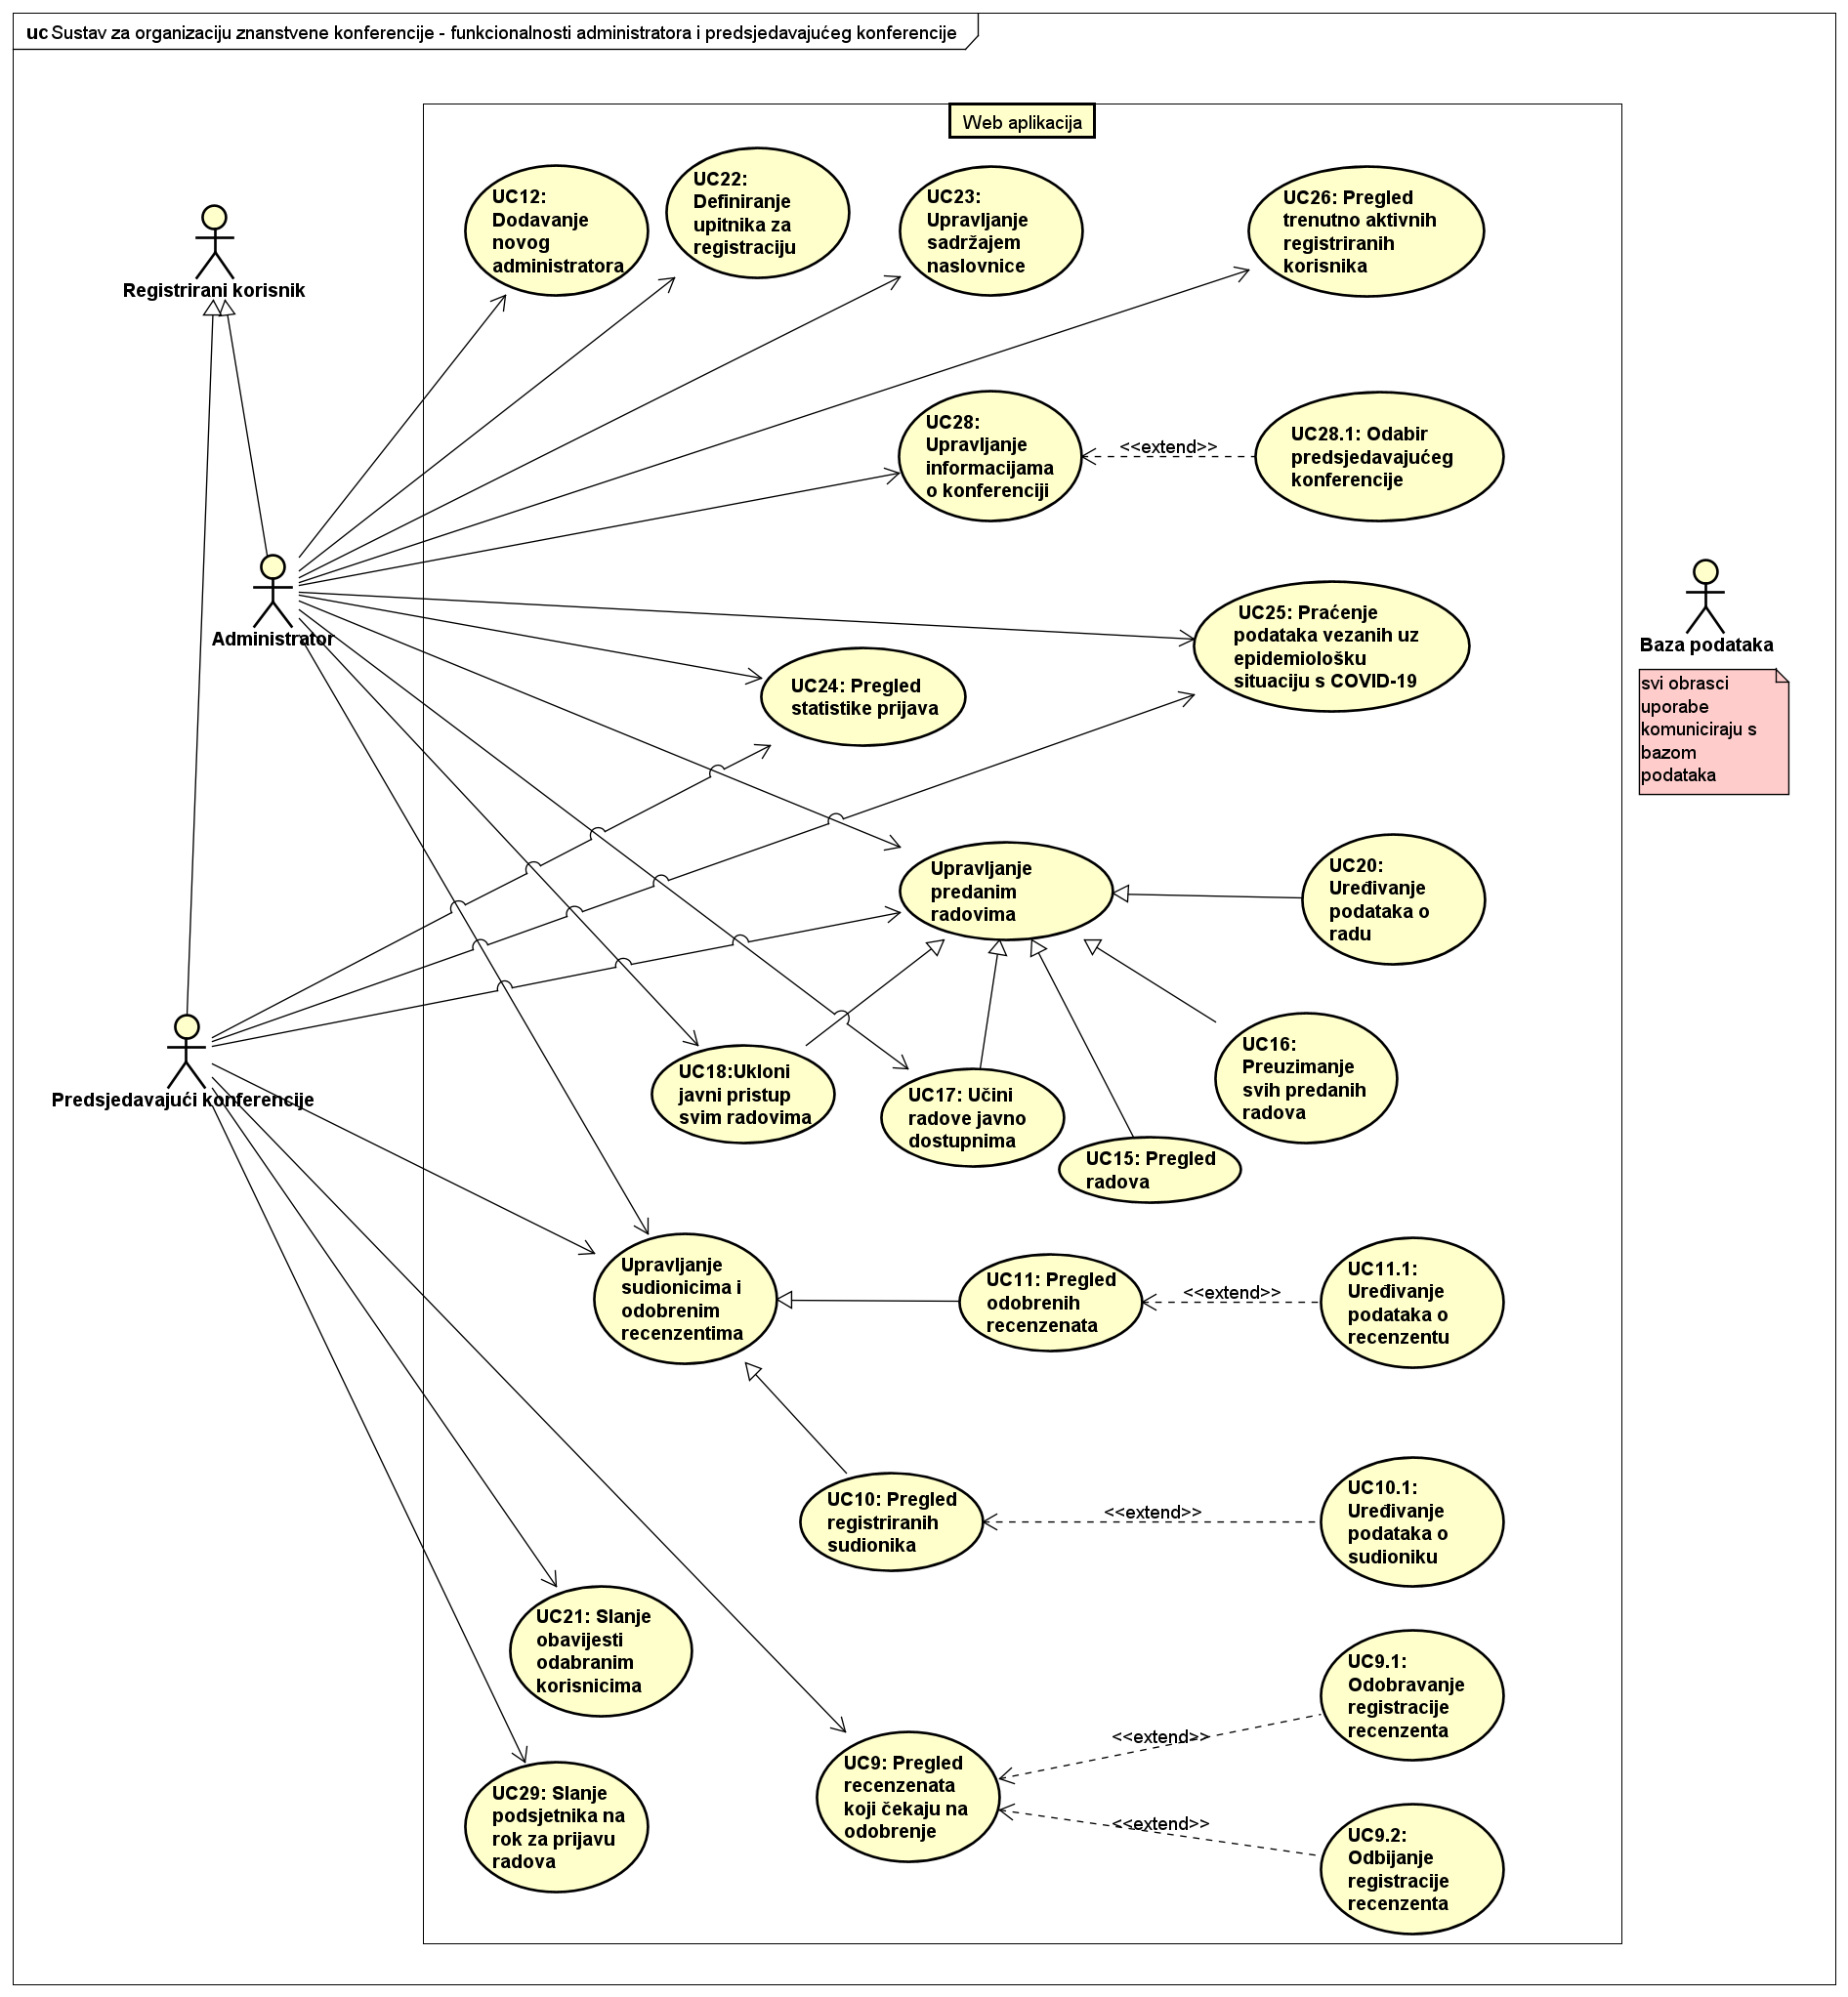 uc Sustav za organizaciju znanstvene konferencije - funkcionalnosti administratora i predsjedavajućeg konferencije
Web aplikacija
UC12:
Dodavanje
novog
administratora
UC22:
Definiranje
upitnika za
registraciju
UC23:
Upravljanje
sadržajem
naslovnice
UC26: Pregled
trenutno aktivnih
registriranih
korisnika
Registrirani korisnik
UC28:
Upravljanje
informacijama
o konferenciji
<<extend>>
UC28.1: Odabir
predsjedavajućeg
konferencije
Administrator
UC25: Praćenje
podataka vezanih uz
epidemiološku
situaciju s COVID-19
Baza podataka
svi obrasci
uporabe
komuniciraju s
bazom
podataka
UC24: Pregled
statistike prijava
Upravljanje
predanim
radovima
UC20:
Uređivanje
podataka o
radu
Predsjedavajući konferencije
UC18:Ukloni
javni pristup
svim radovima
UC17: Učini
radove javno
dostupnima
UC16:
Preuzimanje
svih predanih
radova
UC15: Pregled
radova
Upravljanje
sudionicima i
odobrenim
recenzentima
UC11: Pregled
odobrenih
recenzenata
<<extend>>
UC11.1:
Uređivanje
podataka o
recenzentu
UC10: Pregled
registriranih
sudionika
<<extend>>
UC10.1:
Uređivanje
podataka o
sudioniku
UC21: Slanje
obavijesti
odabranim
korisnicima
UC9.1:
Odobravanje
registracije
recenzenta
<<extend>>
UC29: Slanje
podsjetnika na
rok za prijavu
radova
UC9: Pregled
recenzenata
koji čekaju na
odobrenje
<<extend>>
UC9.2:
Odbijanje
registracije
recenzenta